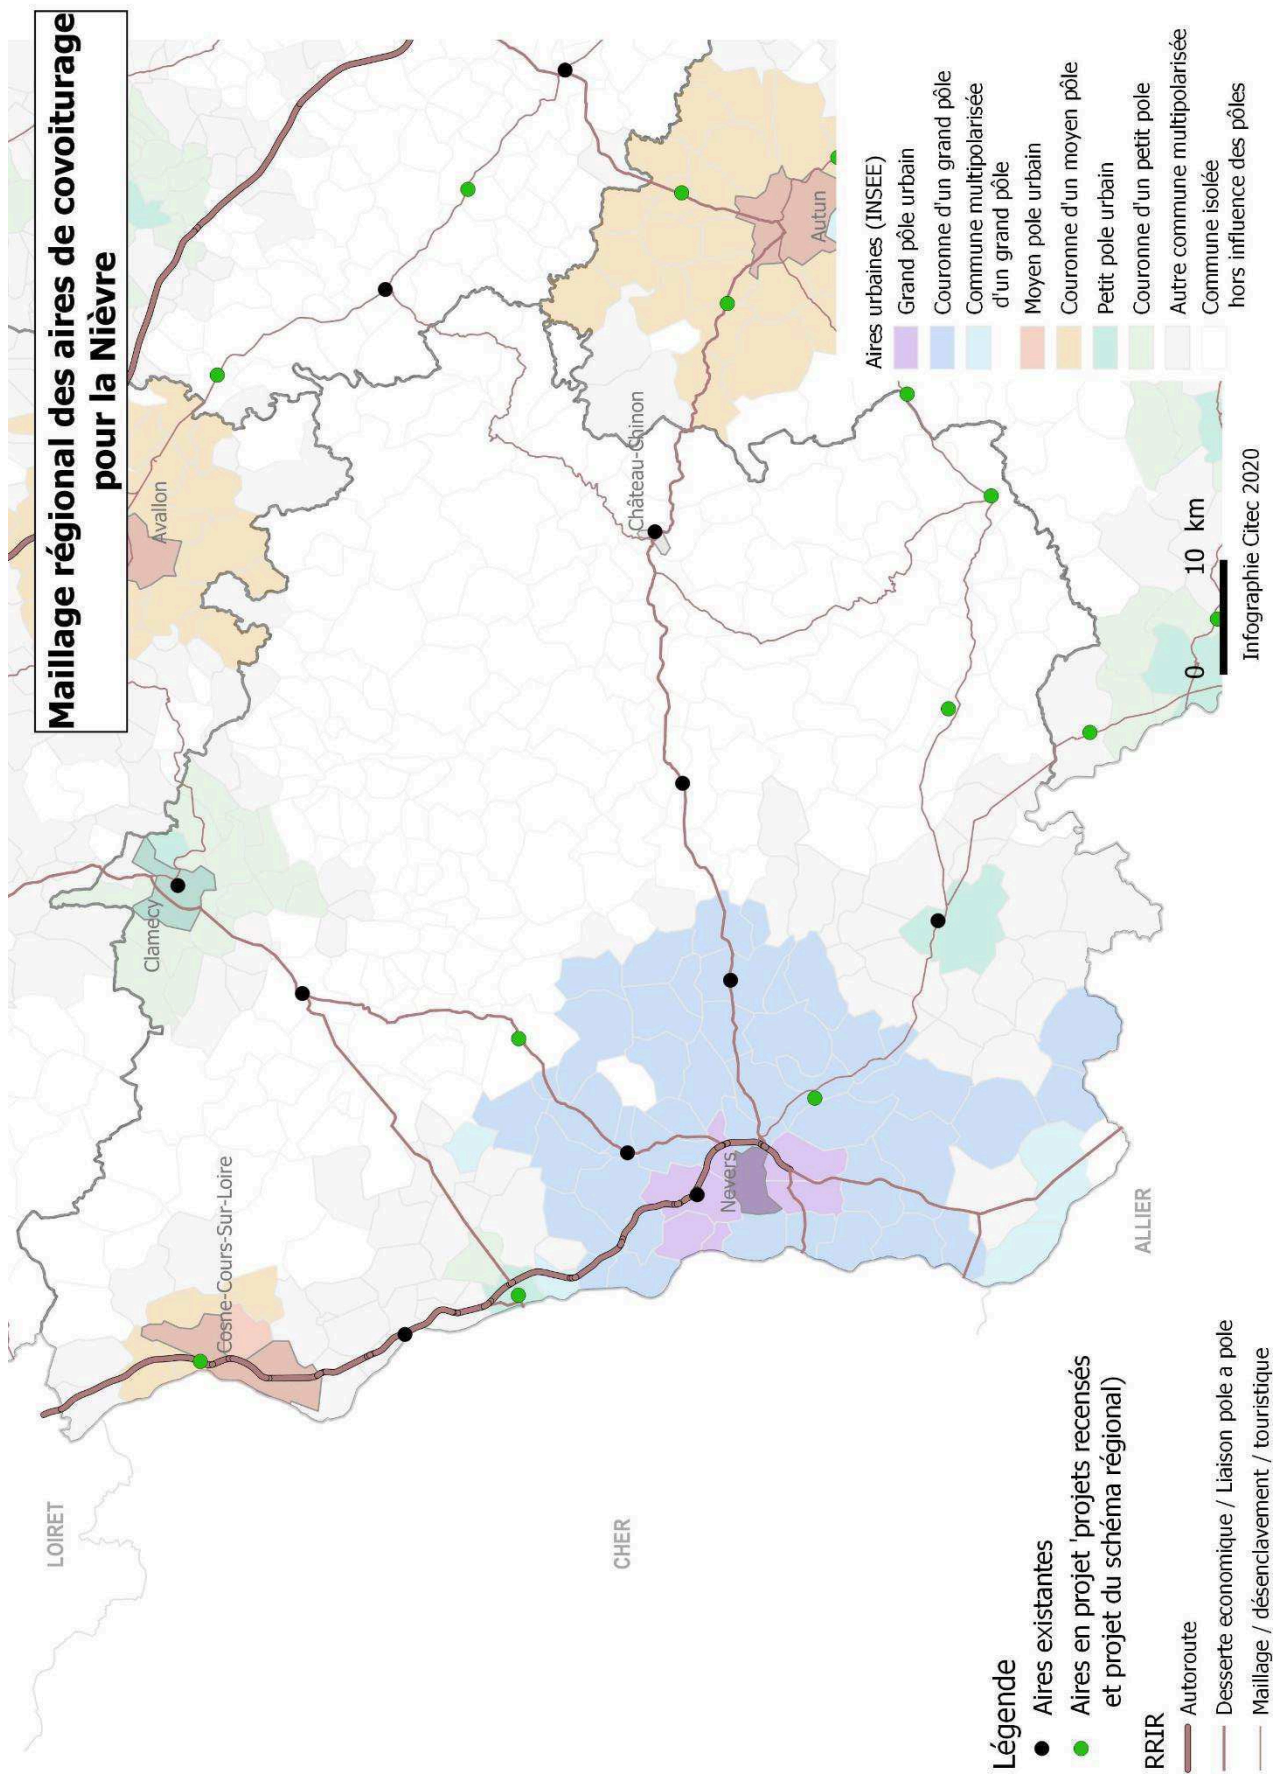 Maillage régional des aires de covoiturage
pour la Nièvre
LOIRET
CHER
ALLIER
Cosne-Cours-Sur-Loire
Clamecy
Avallon
Nevers
Château-Chinon
Autun
Légende
Aires existantes
Aires en projet 'projets recensés
et projet du schéma régional)
RRIR
Autoroute
Desserte economique / Liaison pole a pole
Maillage / désenclavement / touristique
Aires urbaines (INSEE)
Grand pôle urbain
Couronne d'un grand pôle
Commune multipolarisée
d'un grand pôle
Moyen pole urbain
Couronne d'un moyen pôle
Petit pole urbain
Couronne d'un petit pole
Autre commune multipolarisée
Commune isolée
hors influence des pôles
0 10 km
Infographie Citec 2020